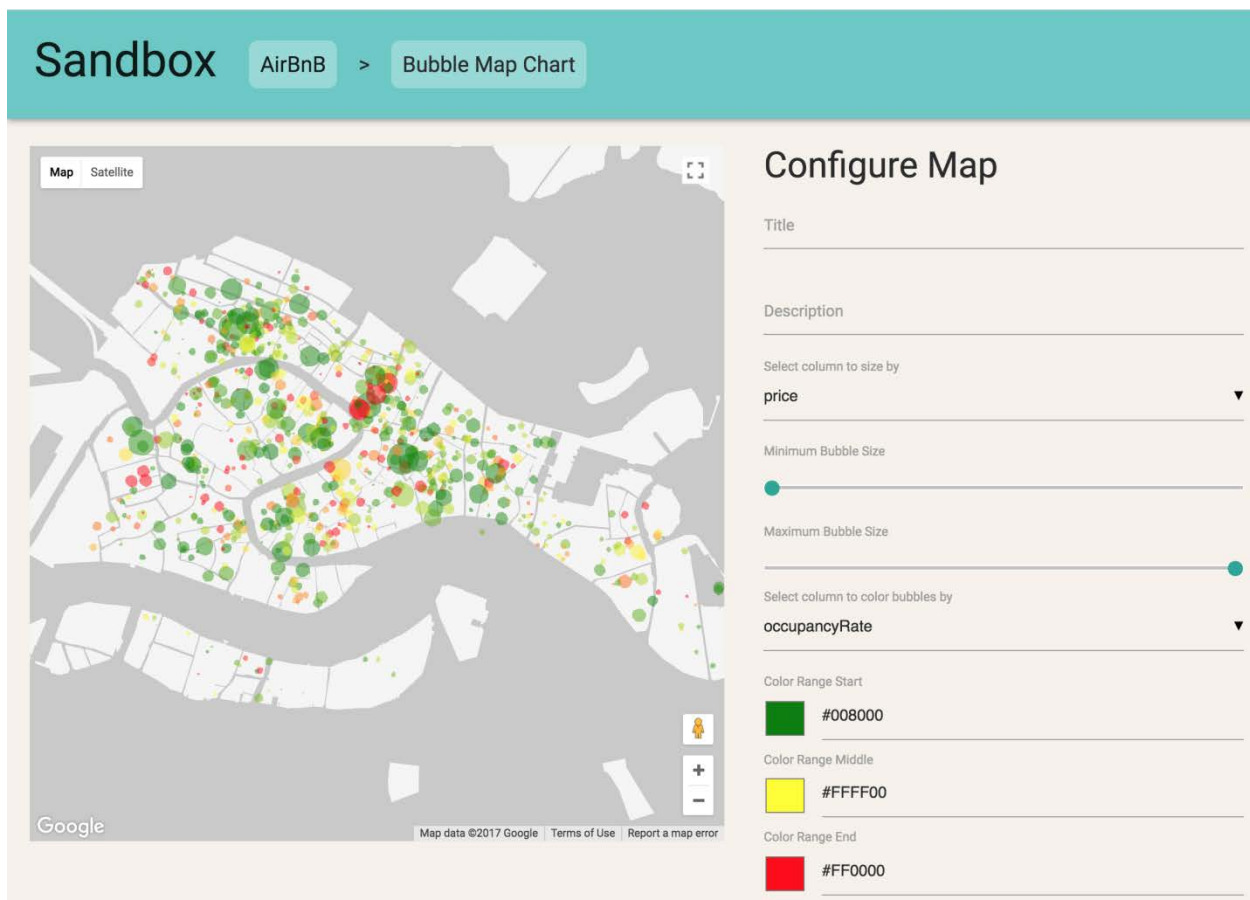 Sandbox AirBnB > Bubble Map Chart
Map Satellite
Google
Map data ©2017 Google Terms of Use Report a map error
Configure Map
Title
Description
Select column to size by
price
Minimum Bubble Size
Maximum Bubble Size
Select column to color bubbles by
occupancyRate
Color Range Start
#008000
Color Range Middle
#FFFF00
Color Range End
#FF0000